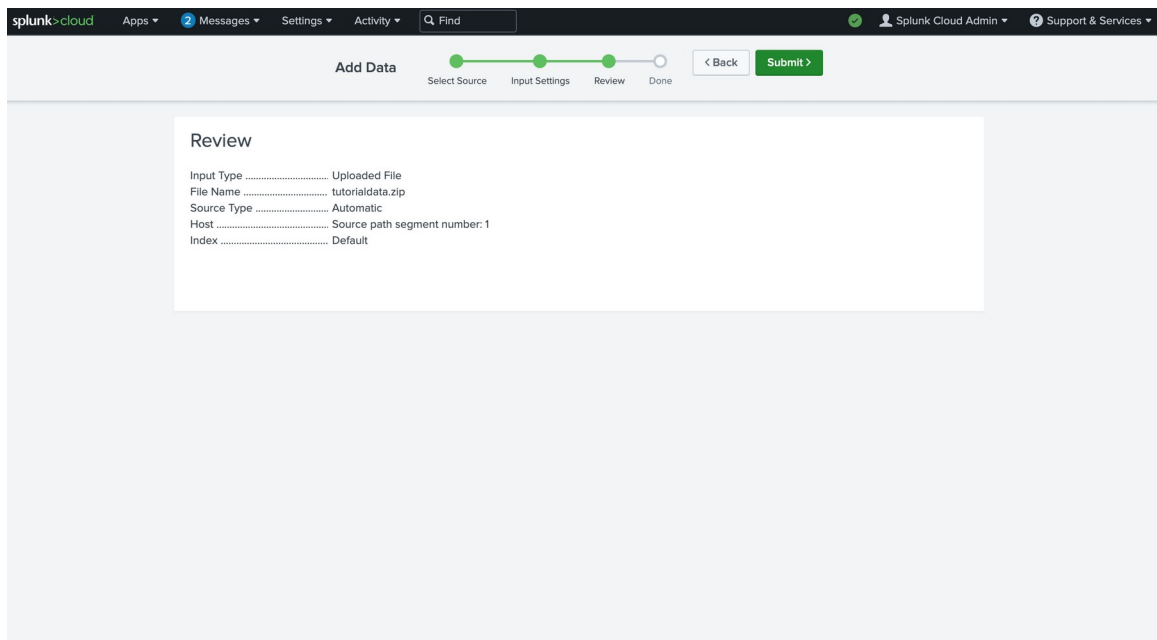 splunk>cloud Apps ▾ 2 Messages ▾ Settings ▾ Activity ▾ Find Splunk Cloud Admin ▾ ? Support & Services ▾
Add Data
Select Source Input Settings Review Done
< Back Submit >
Review
Input Type ................................ Uploaded File
File Name ................................ tutorialdata.zip
Source Type ............................ Automatic
Host ........................................... Source path segment number: 1
Index ......................................... Default